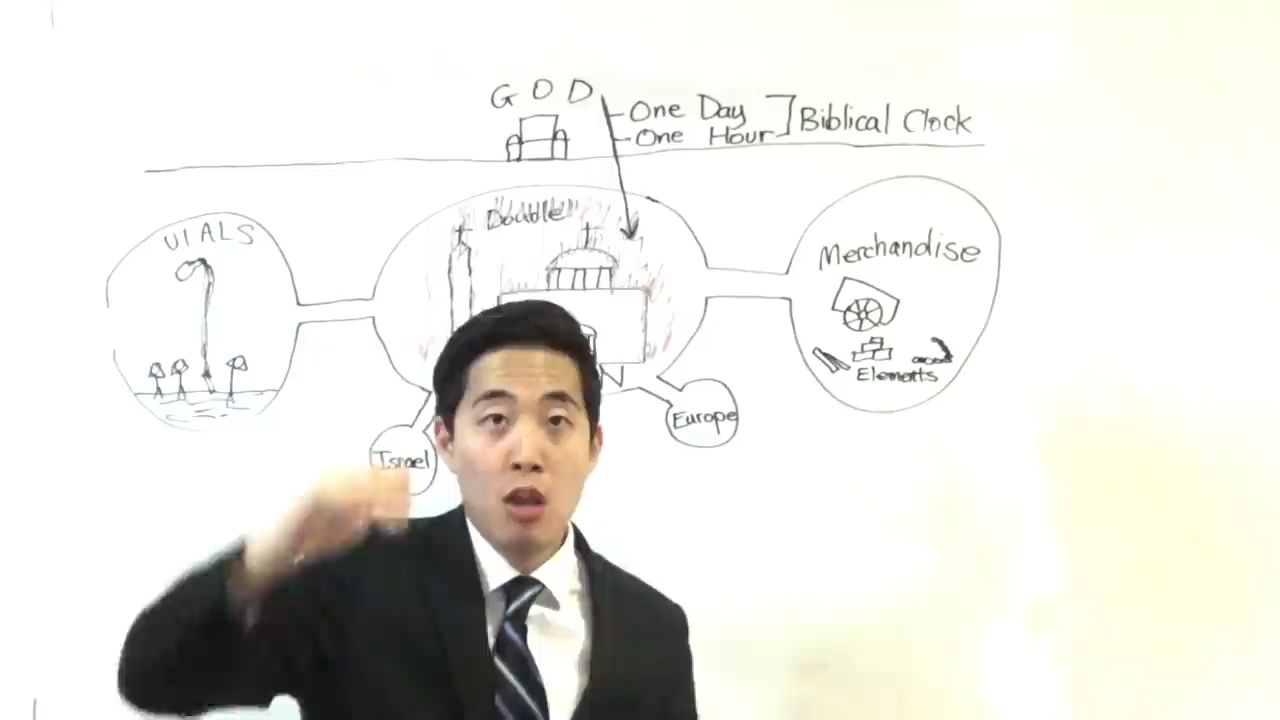 GOD
One Day
One Hour
Biblical Clock
VIALS
Double
Merchandise
Elements
Europe
Israel